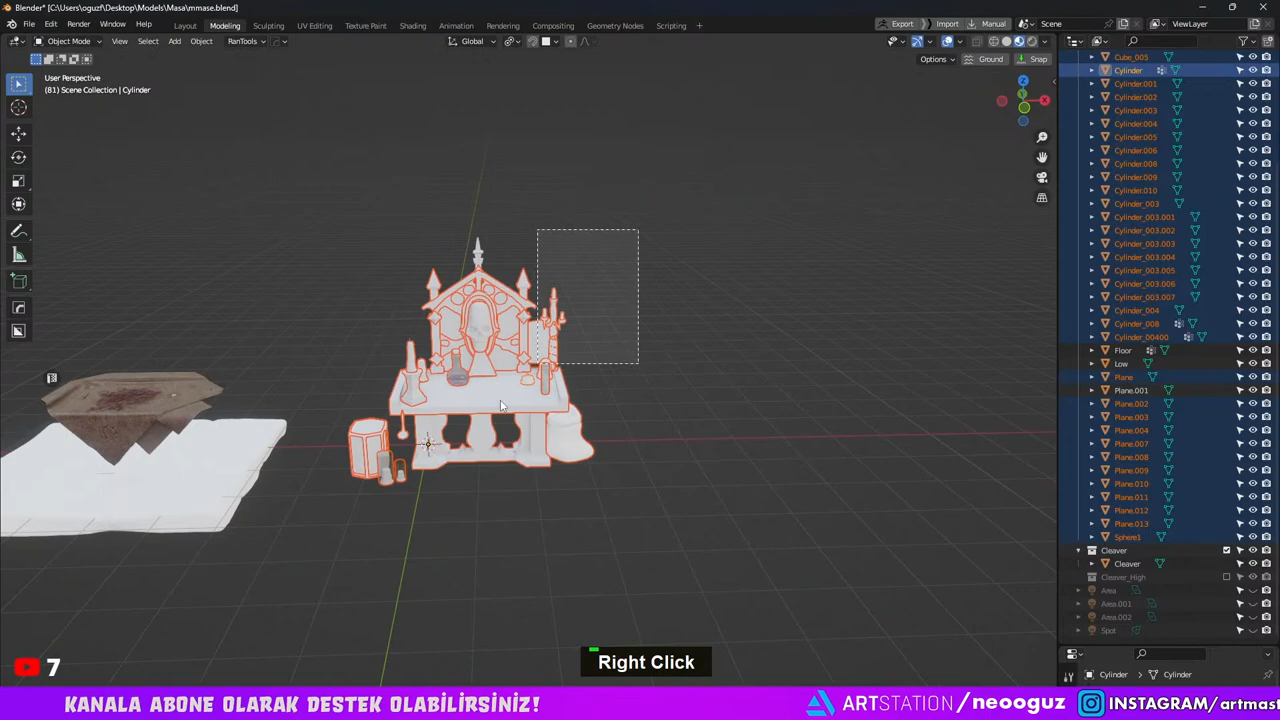 Blender* [C:\Users\oguzf\Desktop\Models\Masa\mmase.blend]
File Edit Render Window Help Layout Modeling Sculpting UV Editing Texture Paint Shading Animation Rendering Compositing Geometry Nodes Scripting + Export Import Manual Scene ViewLayer
Object Mode View Select Add Object RanTools Global
Options Ground Snap
User Perspective
(81) Scene Collection | Cylinder
Z
Y
X
Cube_005
Cylinder
Cylinder.001
Cylinder.002
Cylinder.003
Cylinder.004
Cylinder.005
Cylinder.006
Cylinder.008
Cylinder.009
Cylinder.010
Cylinder_003
Cylinder_003.001
Cylinder_003.002
Cylinder_003.003
Cylinder_003.004
Cylinder_003.005
Cylinder_003.006
Cylinder_003.007
Cylinder_004
Cylinder_008
Cylinder_00400
Floor
Low
Plane
Plane.001
Plane.002
Plane.003
Plane.004
Plane.007
Plane.008
Plane.009
Plane.010
Plane.011
Plane.012
Plane.013
Sphere1
Cleaver
Cleaver
Cleaver_High
Area
Area.001
Area.002
Spot
Cylinder Cylinder
Right Click
7
KANALA ABONE OLARAK DESTEK OLABİLİRSİNİZ!
ARTSTATION/neooguz
INSTAGRAM/artmast